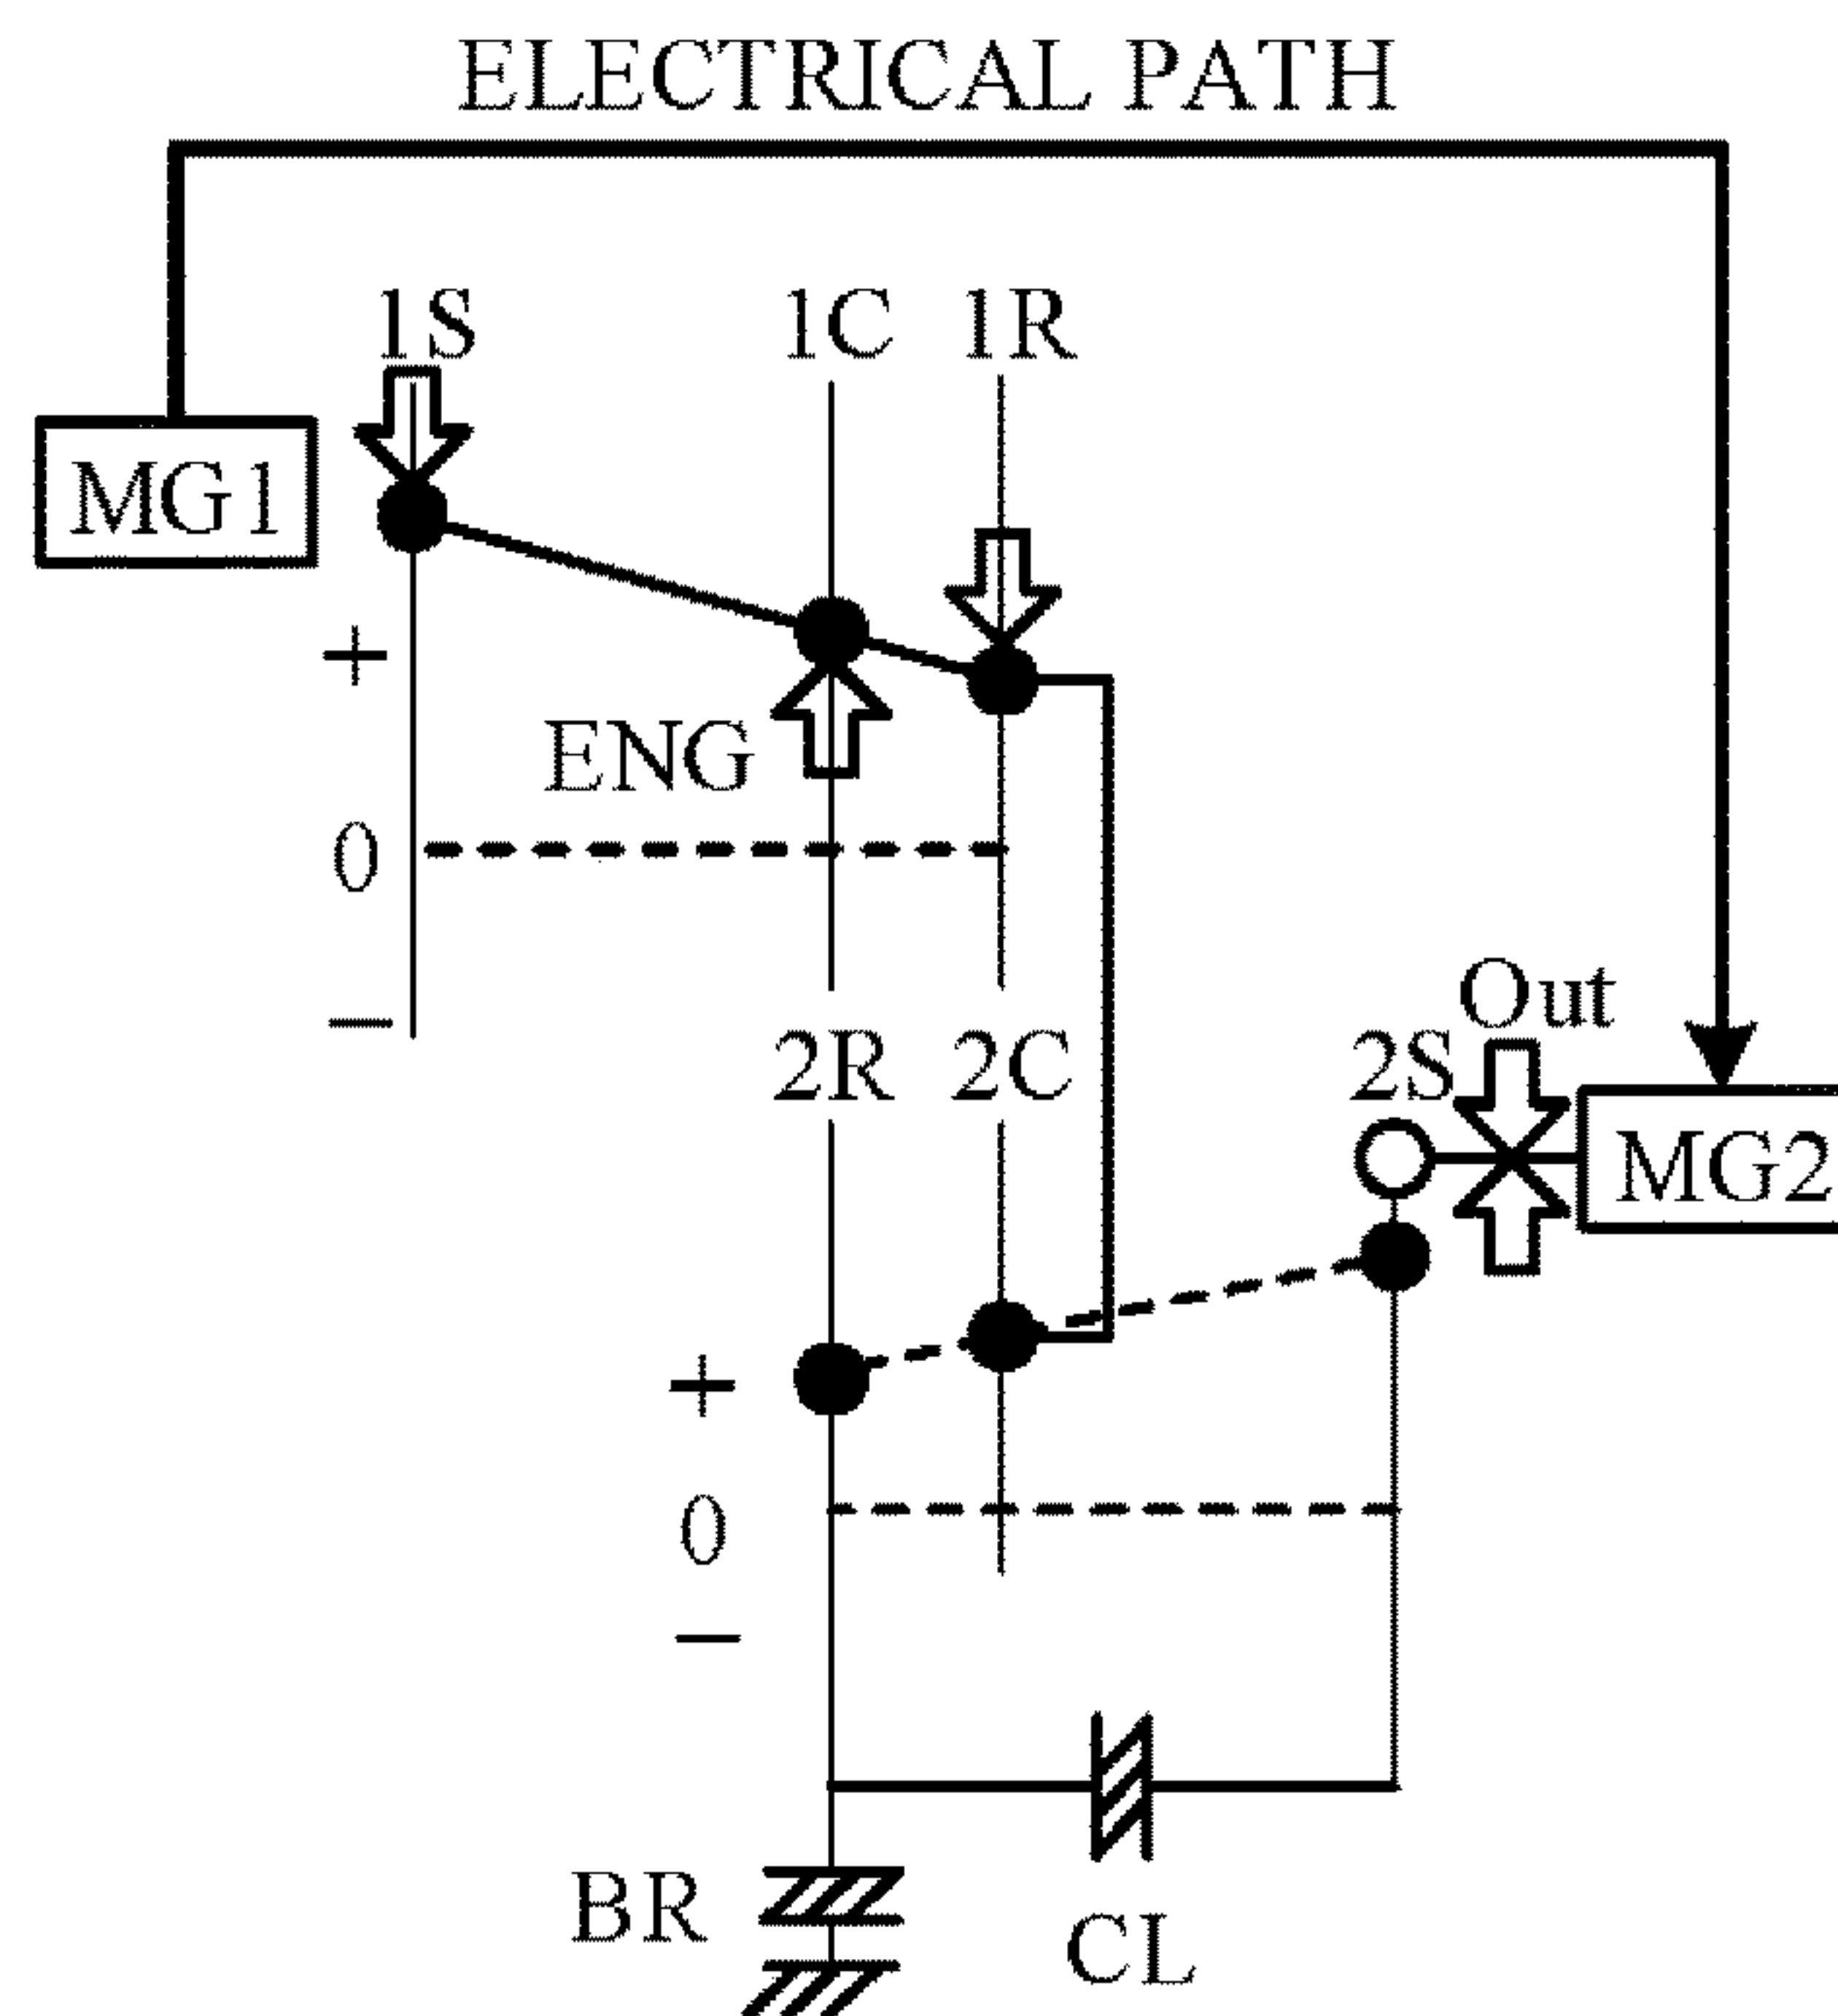 ELECTRICAL PATH
1S 1C 1R
MG1
+
ENG
0
−
Out
2R 2C 2S
MG2
+
0
−
BR
CL